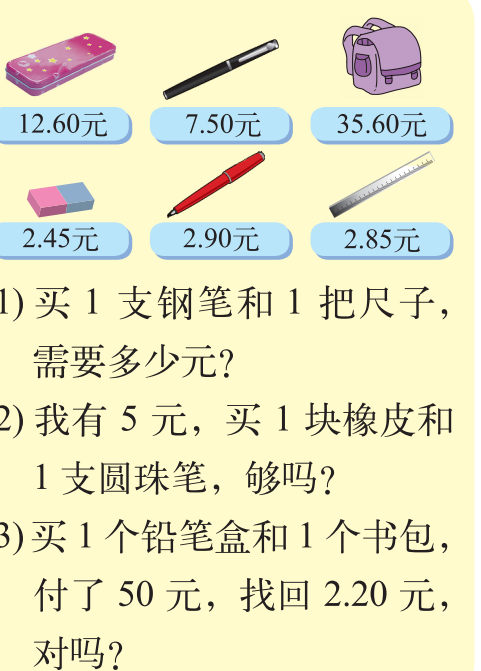 12.60元 7.50元 35.60元
2.45元 2.90元 2.85元
1) 买 1 支钢笔和 1 把尺子，
需要多少元？
2) 我有 5 元，买 1 块橡皮和
1 支圆珠笔，够吗？
3) 买 1 个铅笔盒和 1 个书包，
付了 50 元，找回 2.20 元，
对吗？